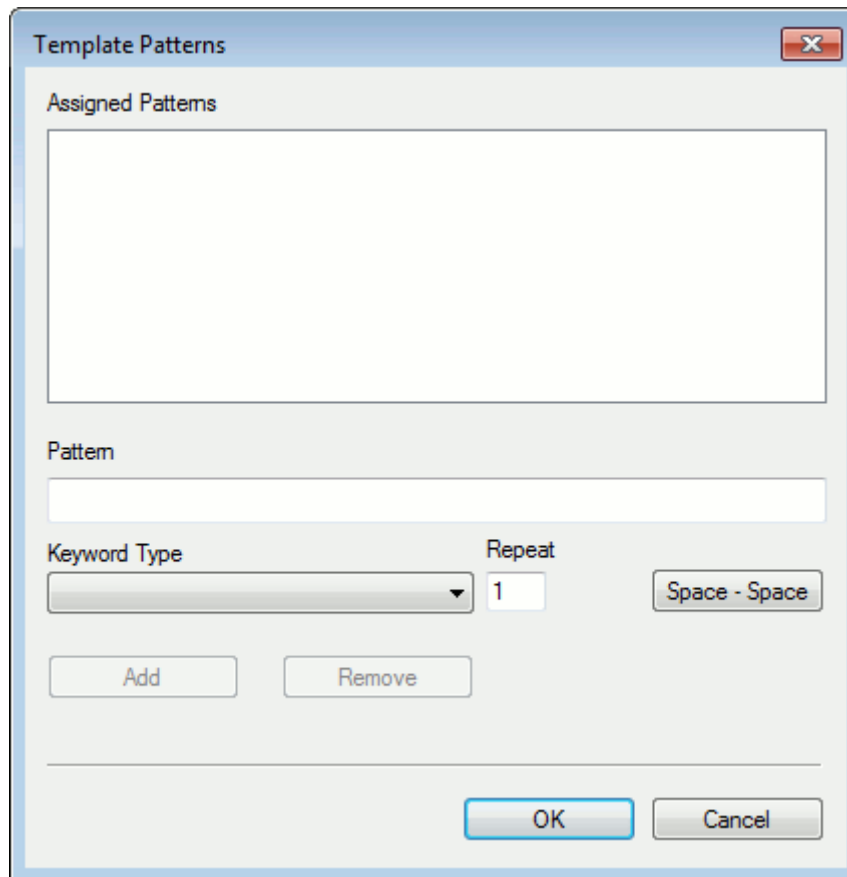 Template Patterns
Assigned Patterns
Pattern
Keyword Type
Repeat
1
Space - Space
Add
Remove
OK
Cancel